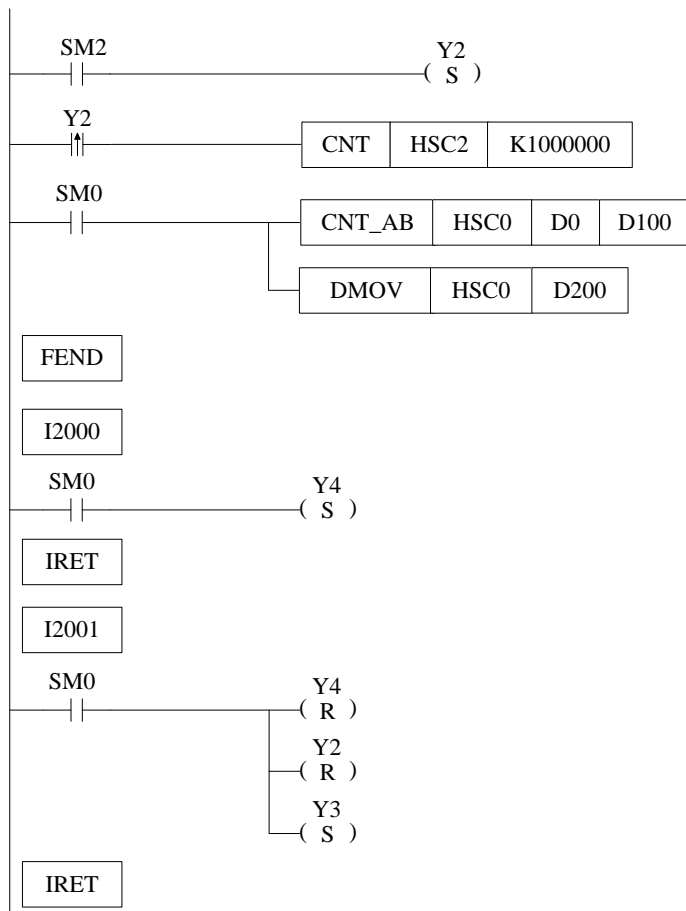 SM2
Y2
( S )
Y2
CNT HSC2 K1000000
SM0
CNT_AB HSC0 D0 D100
DMOV HSC0 D200
FEND
I2000
SM0
Y4
( S )
IRET
I2001
SM0
Y4
( R )
Y2
( R )
Y3
( S )
IRET